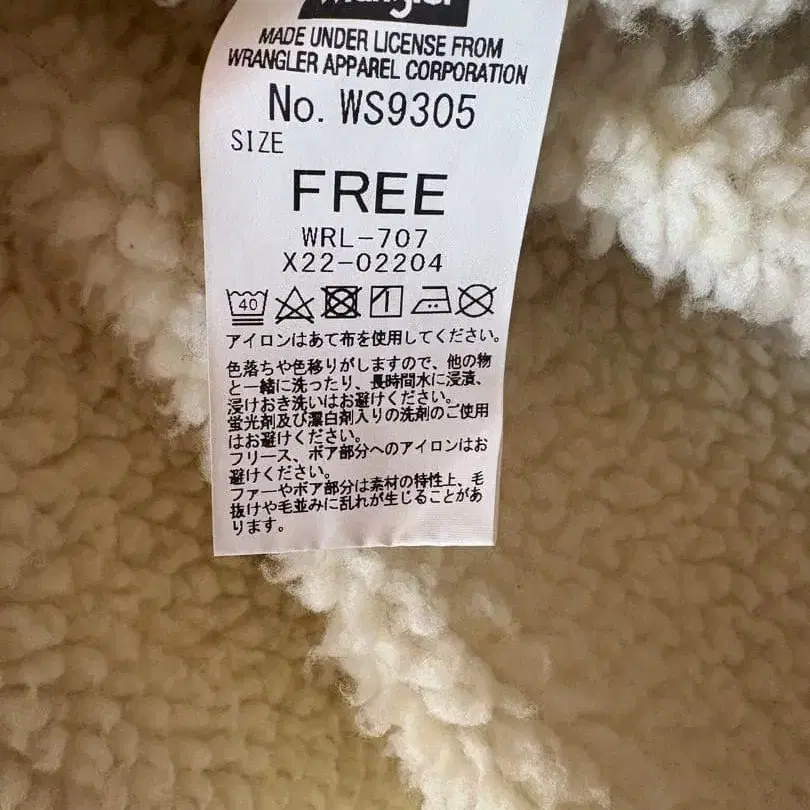 Wrangler
MADE UNDER LICENSE FROM
WRANGLER APPAREL CORPORATION
No. WS9305
SIZE
FREE
WRL-707
X22-02204
40
アイロンはあて布を使用してください。
色落ちや色移りがしますので、他の物
と一緒に洗ったり、長時間水に浸漬、
浸けおき洗いはお避けください。
蛍光剤及び漂白剤入りの洗剤のご使用
はお避けください。
フリース、ボア部分へのアイロンはお
避けください。
ファーやボア部分は素材の特性上、毛
抜けや毛並みに乱れが生じることがあ
ります。